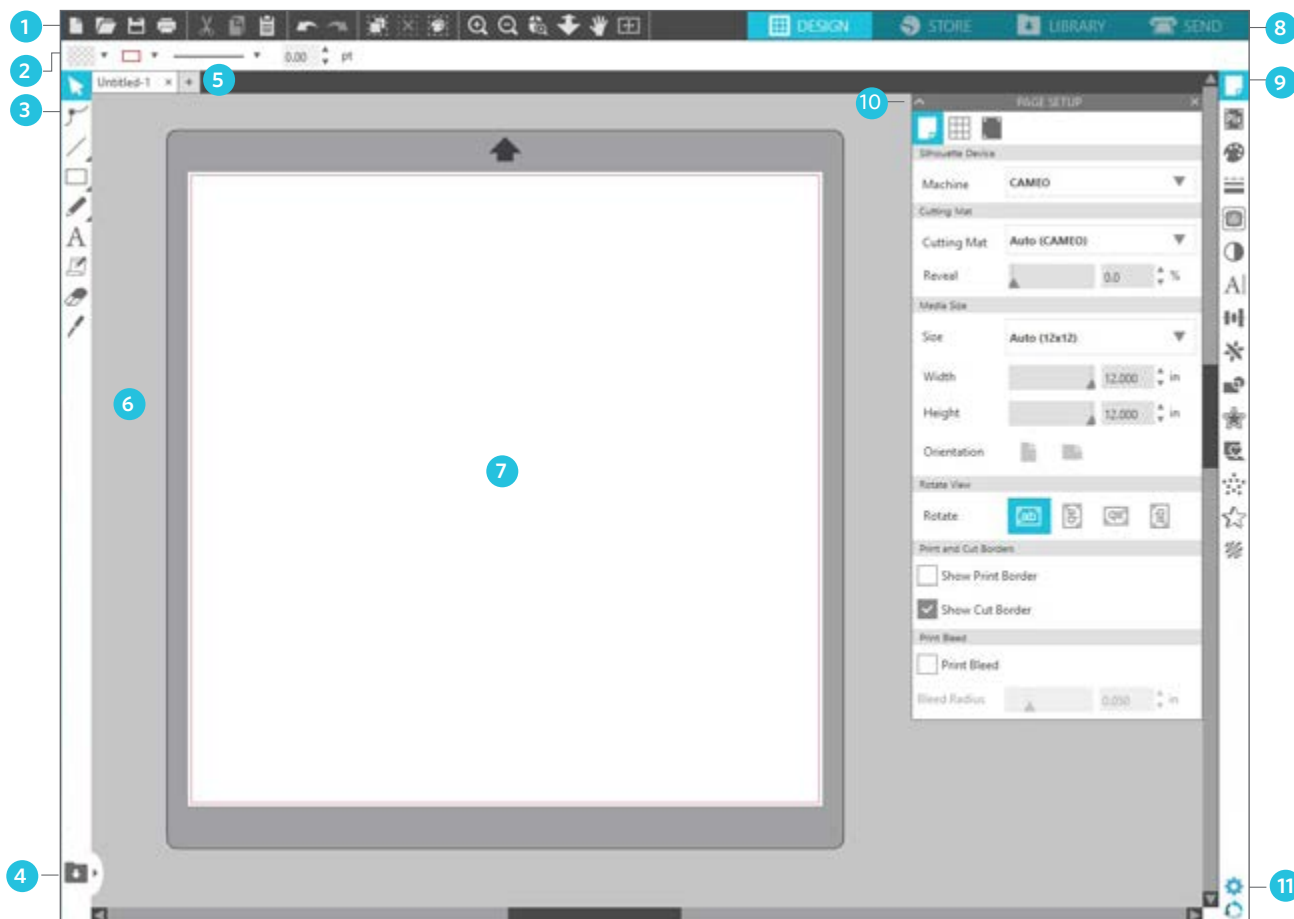 1
DESIGN
STORE
LIBRARY
SEND
8
2
0.00 pt
Untitled-1 × +
5
9
3
10
PAGE SETUP
Silhouette Device
Machine CAMEO
Cutting Mat
Cutting Mat Auto (CAMEO)
Reveal 0.0 %
Media Size
Size Auto (12x12)
Width 12.000 in
Height 12.000 in
Orientation
Rotate View
Rotate
Print and Cut Borders
Show Print Border
Show Cut Border
Print Bleed
Print Bleed
Bleed Radius 0.050 in
A
A
6
7
4
11